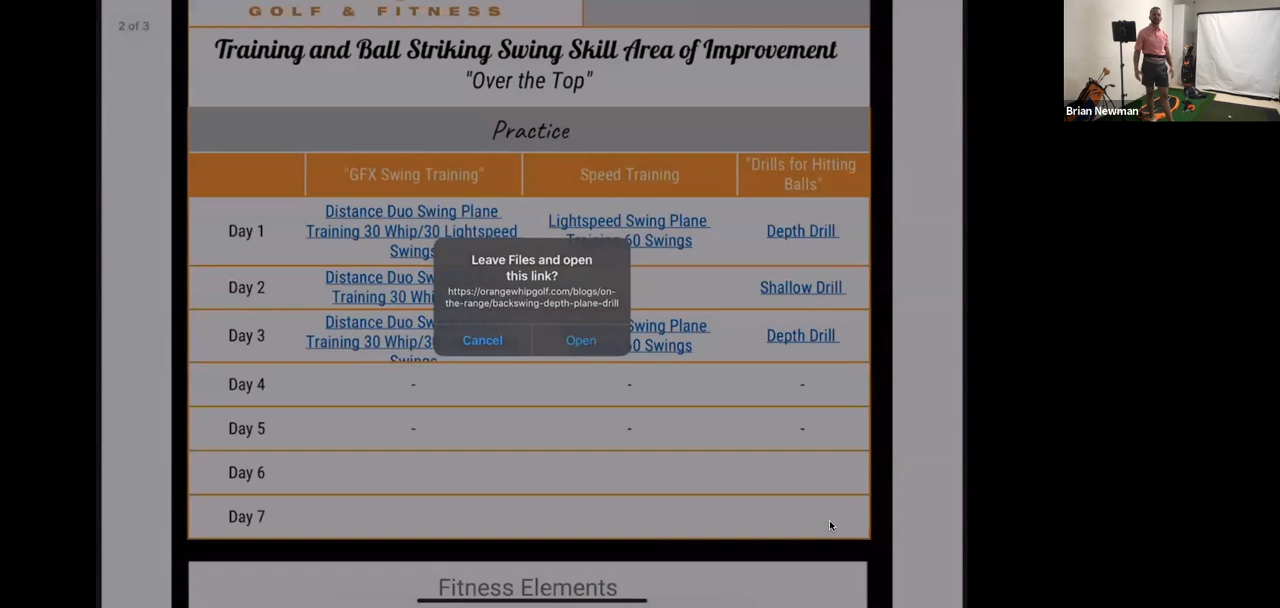 GOLF & FITNESS
2 of 3
Training and Ball Striking Swing Skill Area of Improvement
"Over the Top"
Practice
"GFX Swing Training"
Speed Training
"Drills for Hitting
Balls"
Day 1
Distance Duo Swing Plane
Training 30 Whip/30 Lightspeed
Swings
Lightspeed Swing Plane
Training 60 Swings
Depth Drill
Day 2
Distance Duo Sw
Training 30 Whi
Shallow Drill
Day 3
Distance Duo Sw
Training 30 Whip/3
Swings
Swing Plane
60 Swings
Depth Drill
Day 4
-
-
-
Day 5
-
-
-
Day 6
Day 7
Fitness Elements
Leave Files and open
this link?
https://orangewhipgolf.com/blogs/on-
the-range/backswing-depth-plane-drill
Cancel
Open
Brian Newman